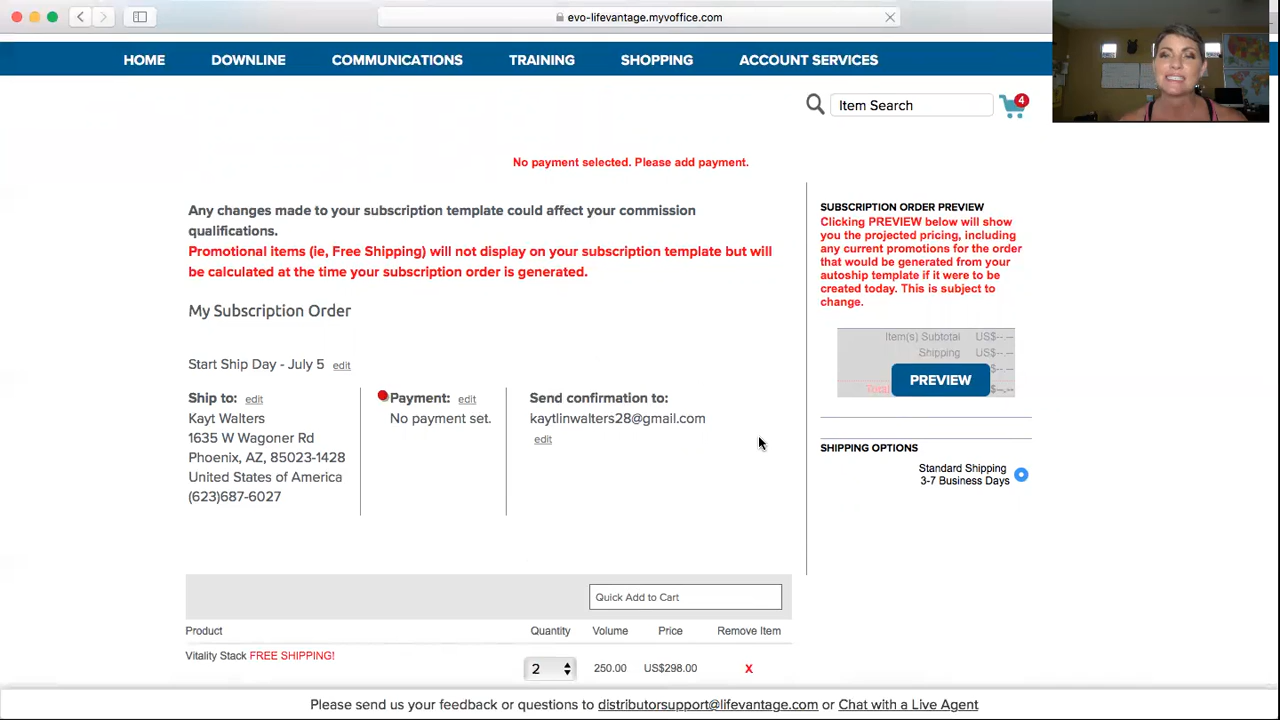 evo-lifevantage.myvoffice.com
HOME DOWNLINE COMMUNICATIONS TRAINING SHOPPING ACCOUNT SERVICES
Item Search 4
No payment selected. Please add payment.
Any changes made to your subscription template could affect your commission
qualifications.
Promotional items (ie, Free Shipping) will not display on your subscription template but will
be calculated at the time your subscription order is generated.
My Subscription Order
Start Ship Day - July 5 edit
Ship to: edit
Kayt Walters
1635 W Wagoner Rd
Phoenix, AZ, 85023-1428
United States of America
(623)687-6027
Payment: edit
No payment set.
Send confirmation to:
kaytlinwalters28@gmail.com
edit
SUBSCRIPTION ORDER PREVIEW
Clicking PREVIEW below will show
you the projected pricing, including
any current promotions for the order
that would be generated from your
autoship template if it were to be
created today. This is subject to
change.
Item(s) Subtotal US$--.--
Shipping US$--.--
PREVIEW
Total
SHIPPING OPTIONS
Standard Shipping
3-7 Business Days
Quick Add to Cart
Product Quantity Volume Price Remove Item
Vitality Stack FREE SHIPPING!
2 250.00 US$298.00 X
Please send us your feedback or questions to distributorsupport@lifevantage.com or Chat with a Live Agent